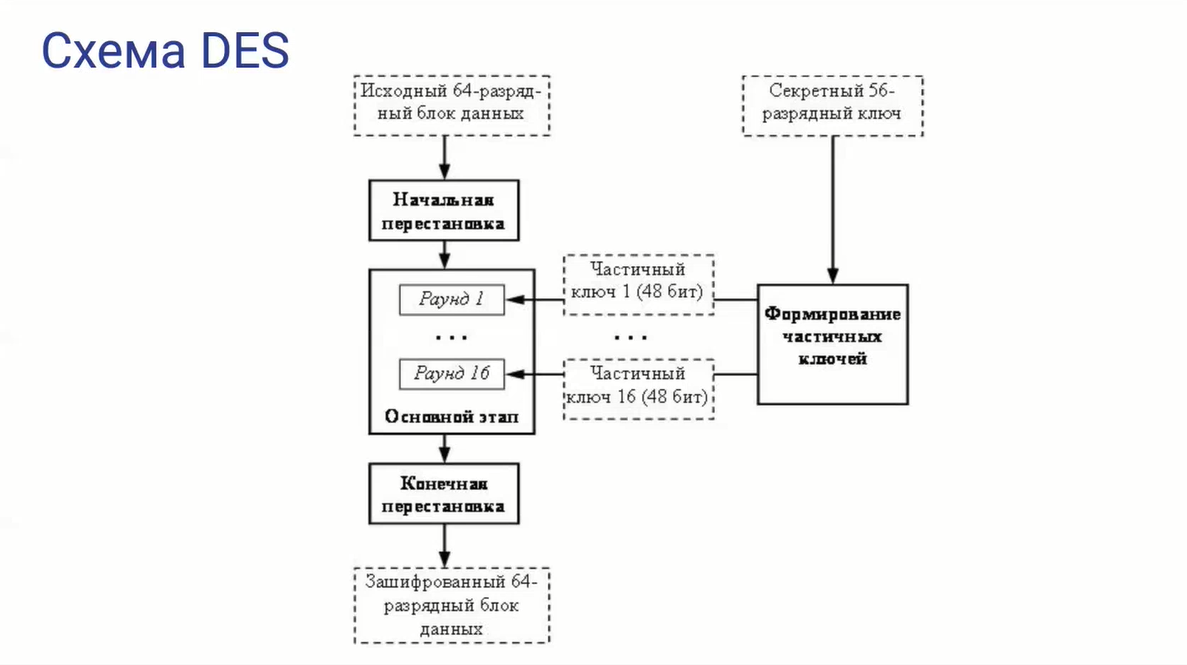 Схема DES
Исходный 64-разряд-
ный блок данных
Секретный 56-
разрядный ключ
Начальная
перестановка
Частичный
ключ 1 (48 бит)
Раунд 1
Формирование
частичных
ключей
...
...
Раунд 16
Частичный
ключ 16 (48 бит)
Основной этап
Конечная
перестановка
Зашифрованный 64-
разрядный блок
данных